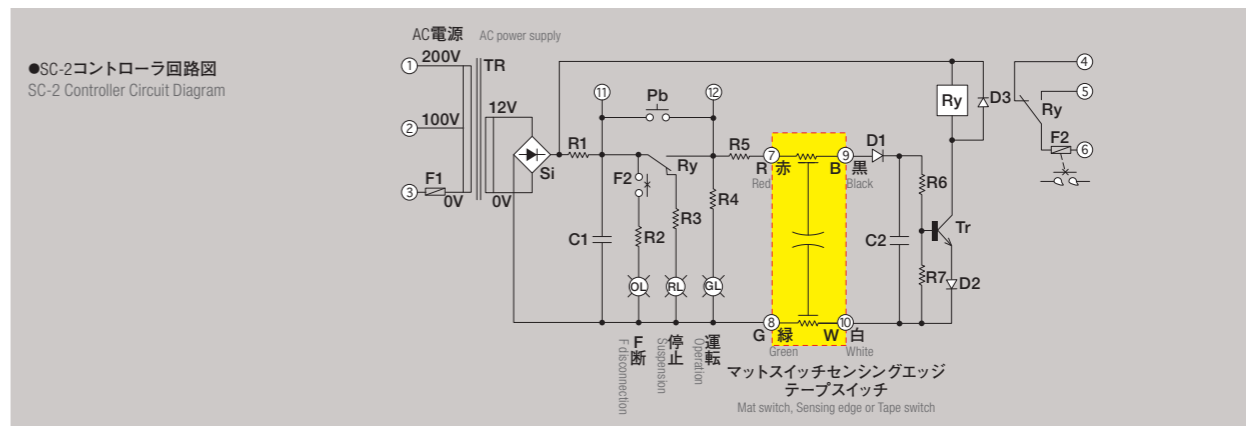 ●SC-2コントローラ回路図
SC-2 Controller Circuit Diagram
AC電源 AC power supply
① 200V TR
② 100V
③ F1 0V
12V
0V
Si
R1
⑪ Pb ⑫
F2
Ry
R2
R3
R4
R5
C1
OL RL GL
F断
F disconnection
停止
Suspension
運転
Operation
⑦ R 赤
Red
⑨ B 黒
Black
⑧ G 緑
Green
⑩ W 白
White
マットスイッチセンシングエッジ
テープスイッチ
Mat switch, Sensing edge or Tape switch
D1
C2
R6
R7
Tr
D2
Ry
D3
④
⑤
Ry
F2
⑥